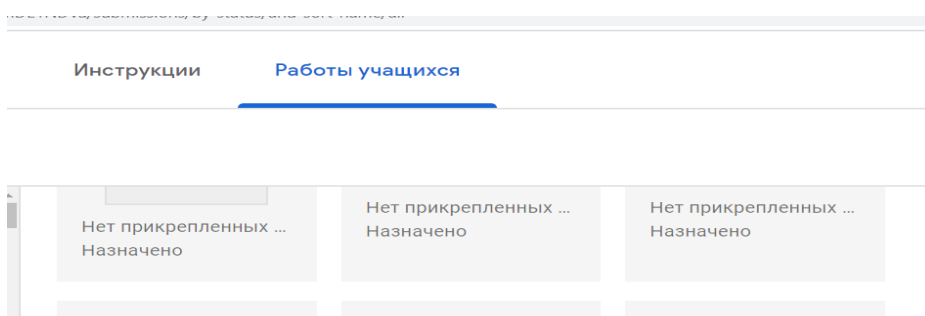 Инструкции Работы учащихся
Нет прикрепленных ... Нет прикрепленных ... Нет прикрепленных ...
Назначено Назначено Назначено